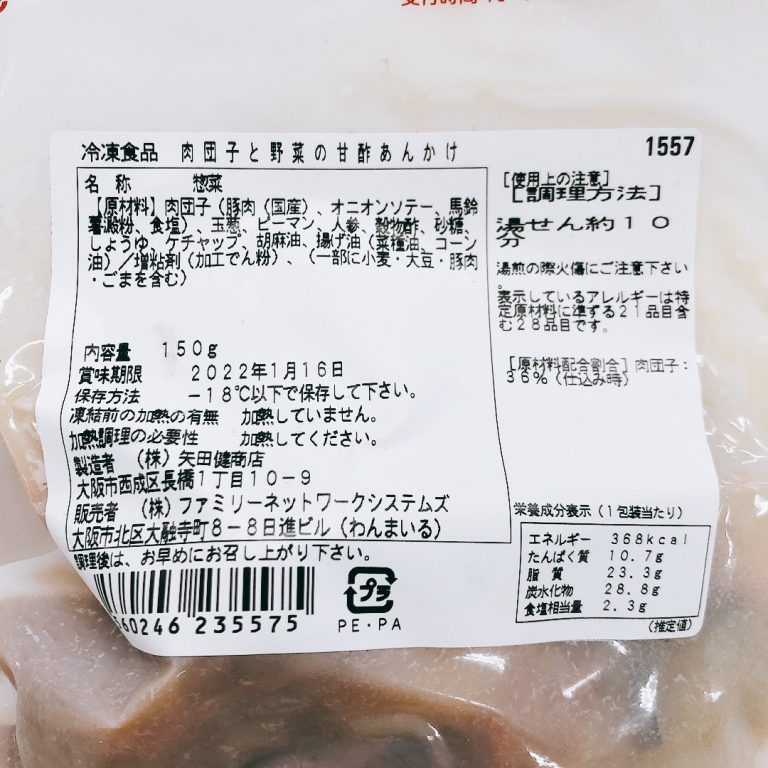 冷凍食品 肉団子と野菜の甘酢あんかけ
1557
名 称 惣菜
【原材料】肉団子(豚肉(国産)、オニオンソテー、馬鈴
薯澱粉、食塩)、玉葱、ピーマン、人参、穀物酢、砂糖、
しょうゆ、ケチャップ、胡麻油、揚げ油(菜種油、コーン
油)/増粘剤(加工でん粉)、(一部に小麦・大豆・豚肉
・ごまを含む)
内容量 150g
賞味期限 2022年1月16日
保存方法 -18℃以下で保存して下さい。
凍結前の加熱の有無 加熱していません。
加熱調理の必要性 加熱してください。
製造者 (株)矢田健商店
大阪市西成区長橋1丁目10-9
販売者 (株)ファミリーネットワークシステムズ
大阪市北区大融寺町8-8日進ビル(わんまいる)
調理後は、お早めにお召し上がり下さい。
60246 235575
プラ
PE・PA
[使用上の注意]
[調理方法]
湯せん約10
分
湯煎の際火傷にご注意下さい
。
表示しているアレルギーは特
定原材料に準ずる21品目含
む28品目です。
[原材料配合割合]肉団子:
36%(仕込み時)
栄養成分表示(1包装当たり)
エネルギー 368kcal
たんぱく質 10.7g
脂 質 23.3g
炭水化物 28.8g
食塩相当量 2.3g
(推定値)